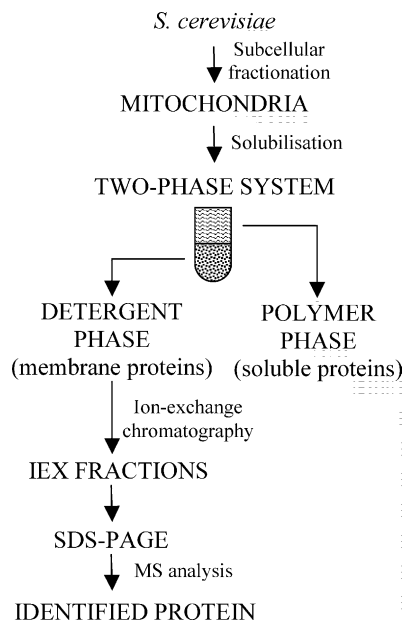 S. cerevisiae
Subcellular
fractionation
MITOCHONDRIA
Solubilisation
TWO-PHASE SYSTEM
DETERGENT
PHASE
(membrane proteins)
POLYMER
PHASE
(soluble proteins)
Ion-exchange
chromatography
IEX FRACTIONS
SDS-PAGE
MS analysis
IDENTIFIED PROTEIN